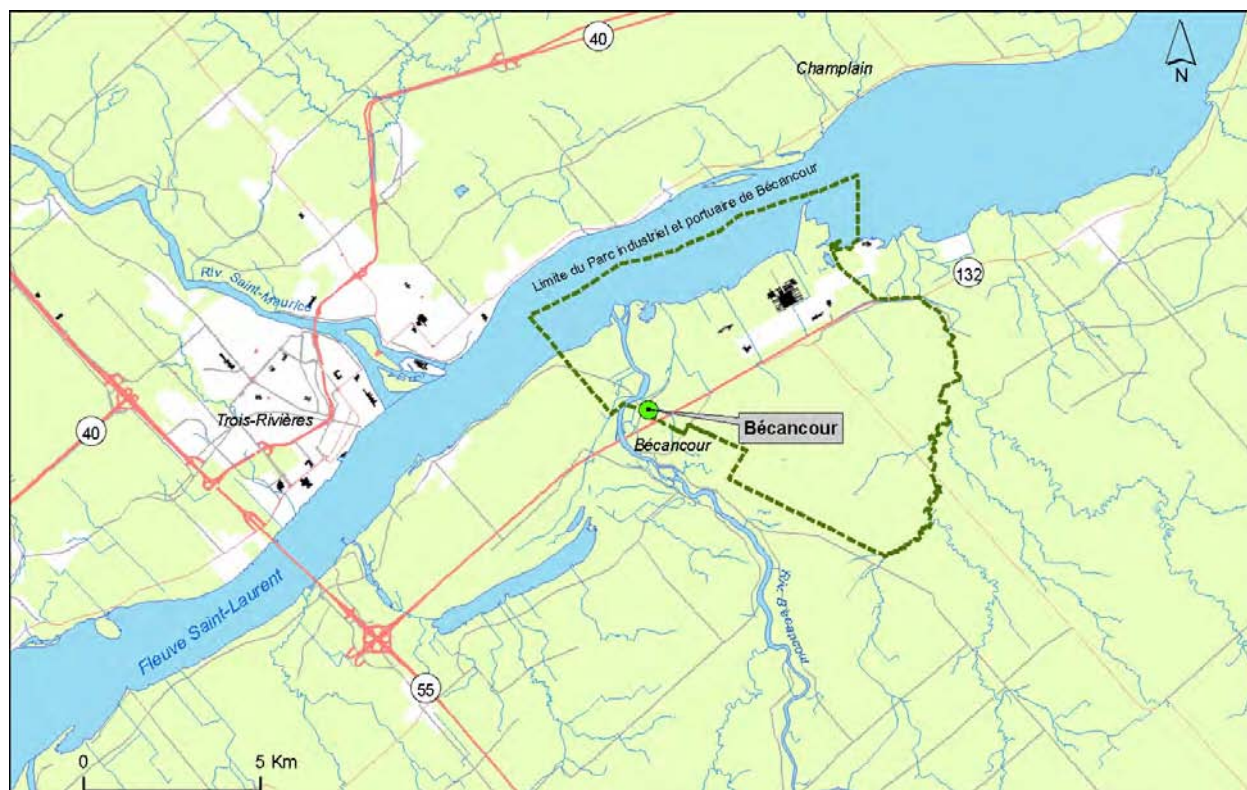 40
Champlain
N
Limite du Parc industriel et portuaire de Bécancour
Riv. Saint-Maurice
132
Trois-Rivières
40
Bécancour
Bécancour
Fleuve Saint-Laurent
Riv. Bécancour
55
0 5 Km